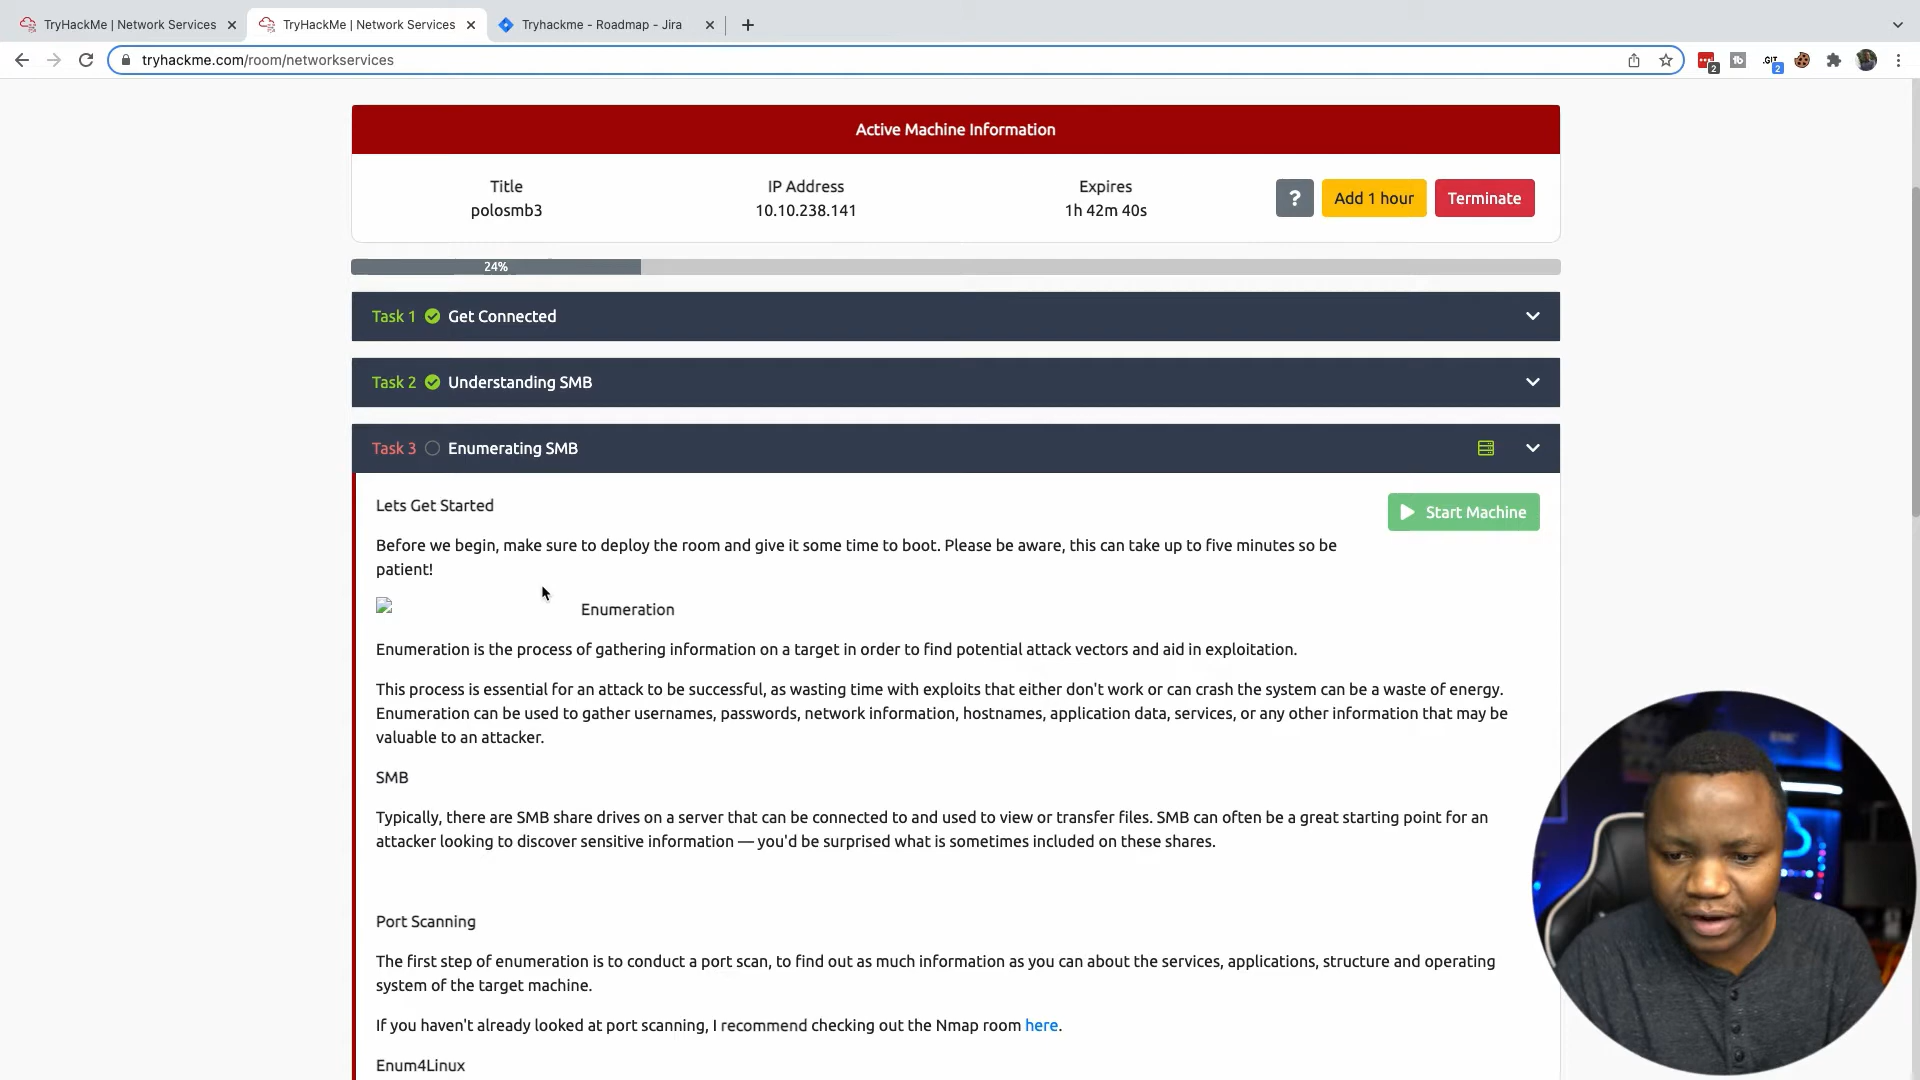 TryHackMe | Network Services
TryHackMe | Network Services
Tryhackme - Roadmap - Jira
tryhackme.com/room/networkservices
2
.GIT
2
Active Machine Information
Title
IP Address
Expires
polosmb3
10.10.238.141
1h 42m 40s
?
Add 1 hour
Terminate
24%
Task 1 Get Connected
Task 2 Understanding SMB
Task 3 Enumerating SMB
Lets Get Started
Start Machine
Before we begin, make sure to deploy the room and give it some time to boot. Please be aware, this can take up to five minutes so be
patient!
Enumeration
Enumeration is the process of gathering information on a target in order to find potential attack vectors and aid in exploitation.
This process is essential for an attack to be successful, as wasting time with exploits that either don't work or can crash the system can be a waste of energy.
Enumeration can be used to gather usernames, passwords, network information, hostnames, application data, services, or any other information that may be
valuable to an attacker.
SMB
Typically, there are SMB share drives on a server that can be connected to and used to view or transfer files. SMB can often be a great starting point for an
attacker looking to discover sensitive information — you'd be surprised what is sometimes included on these shares.
Port Scanning
The first step of enumeration is to conduct a port scan, to find out as much information as you can about the services, applications, structure and operating
system of the target machine.
If you haven't already looked at port scanning, I recommend checking out the Nmap room here.
Enum4Linux